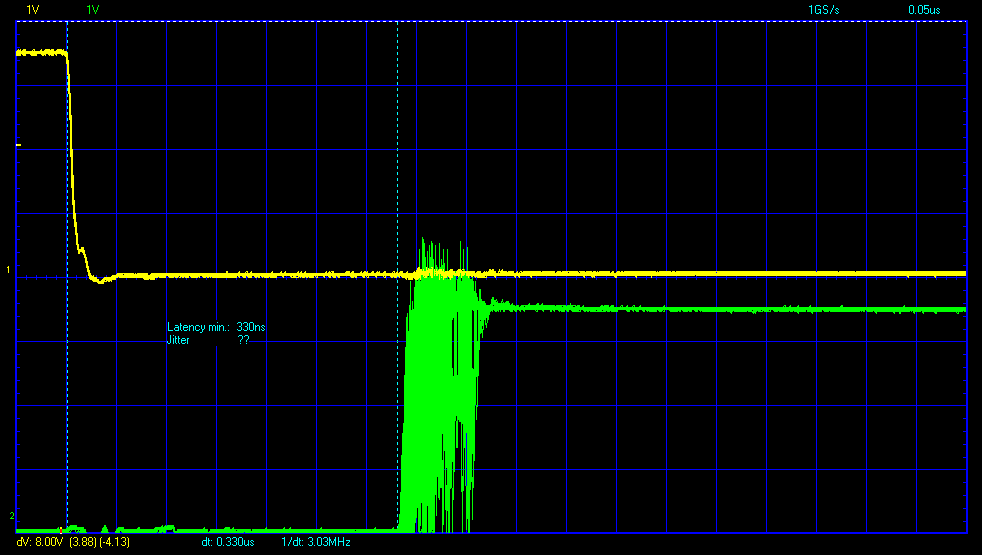 1V 1V 1GS/s 0.05us
1
Latency min.: 330ns
Jitter ??
2
dV: 8.00V (3.88) (-4.13) dt: 0.330us 1/dt: 3.03MHz